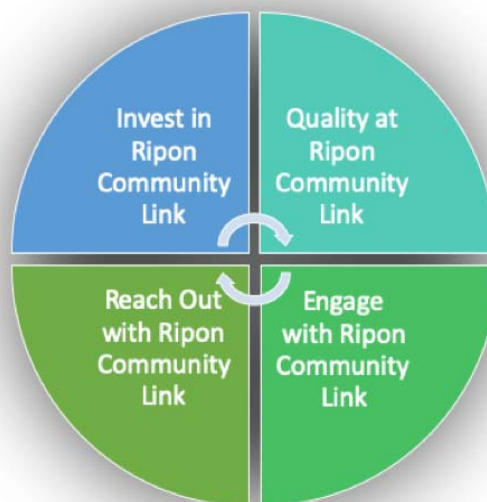 Invest in
Ripon
Community
Link
Quality at
Ripon
Community
Link
Reach Out
with Ripon
Community
Link
Engage
with Ripon
Community
Link